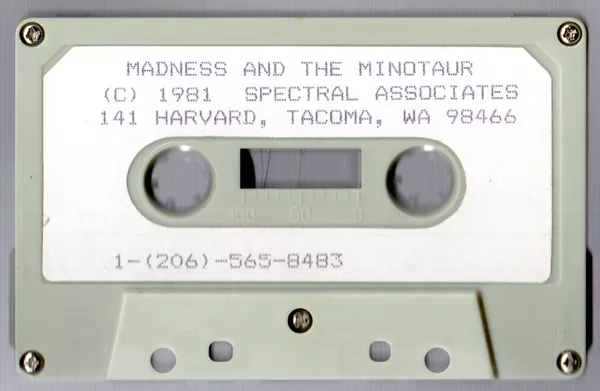 MADNESS AND THE MINOTAUR
(C) 1981 SPECTRAL ASSOCIATES
141 HARVARD, TACOMA, WA 98466
100 50 0
1-(206)-565-8483